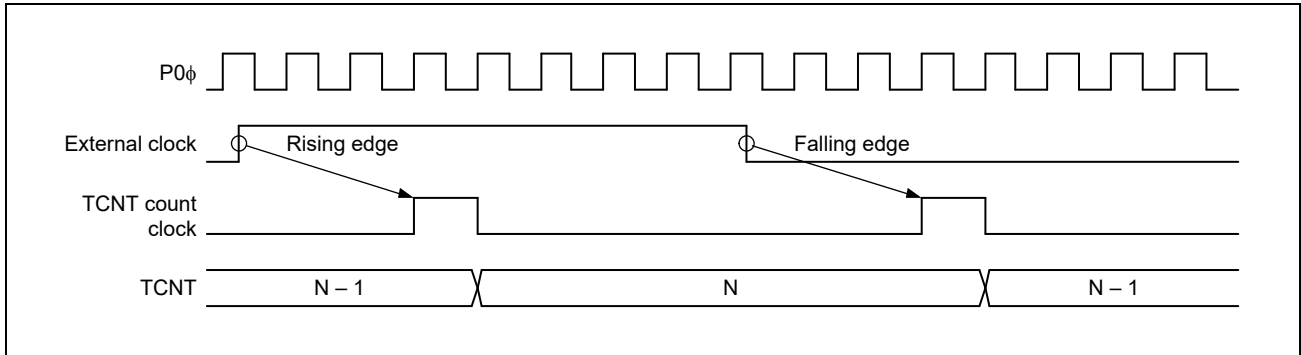 P0ϕ
External clock
Rising edge
Falling edge
TCNT count
clock
TCNT
N – 1
N
N – 1